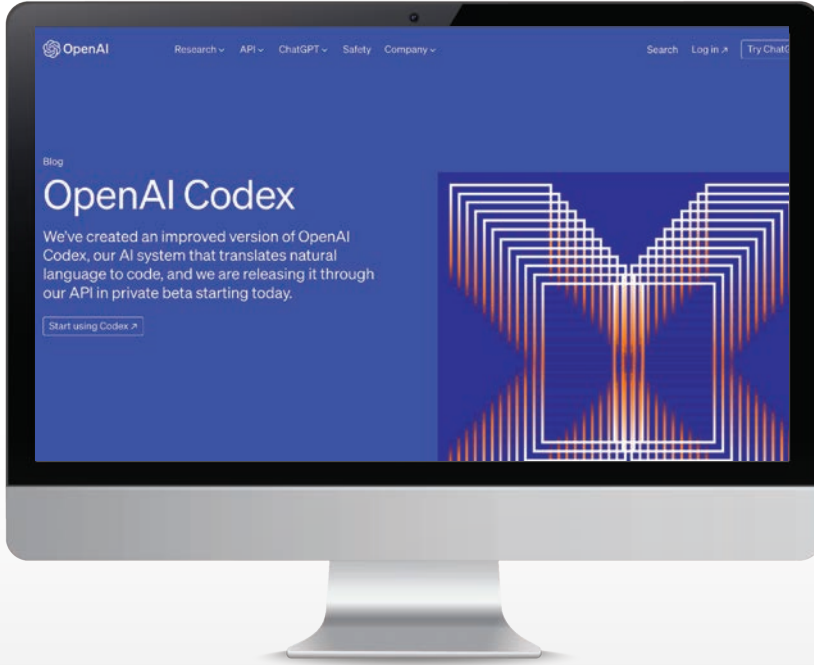 OpenAI
Research API ChatGPT Safety Company
Search Log in ↗
Try
Blog
OpenAI Codex
We've created an improved version of OpenAI
Codex, our AI system that translates natural
language to code, and we are releasing it through
our API in private beta starting today.
Start using Codex ↗